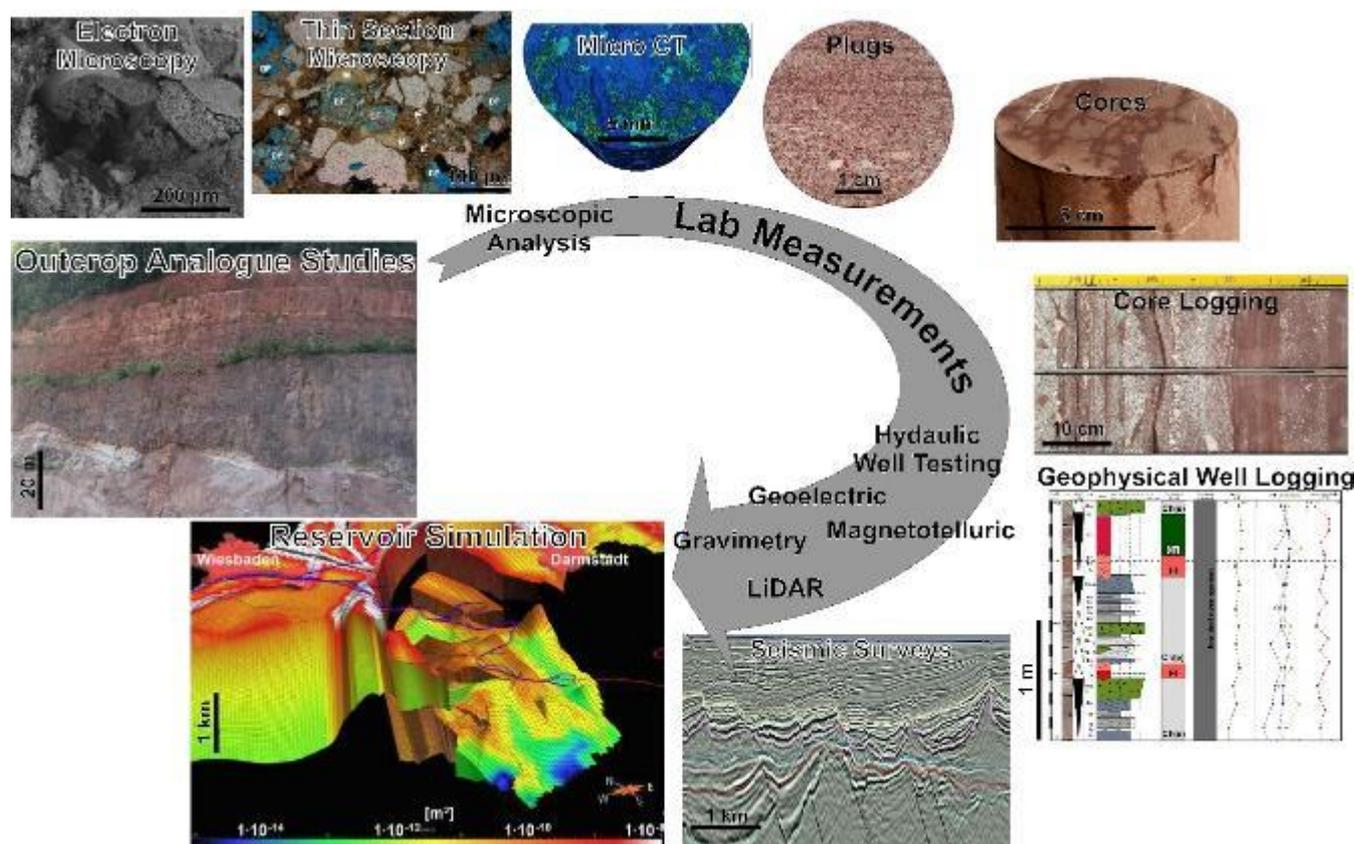 Electron
Microscopy
200 µm
Thin Section
Microscopy
Micro CT
5 mm
Plugs
1 cm
Cores
5 cm
Microscopic
Analysis
Lab Measurements
Outcrop Analogue Studies
20 m
Core Logging
10 cm
Hydaulic
Well Testing
Geoelectric
Magnetotelluric
Gravimetry
LiDAR
Geophysical Well Logging
1 m
Reservoir Simulation
Wiesbaden
Darmstadt
1 km
N
E
W
S
[m²]
1·10⁻¹⁴
1·10⁻¹²
1·10⁻¹⁰
Seismic Surveys
1 km